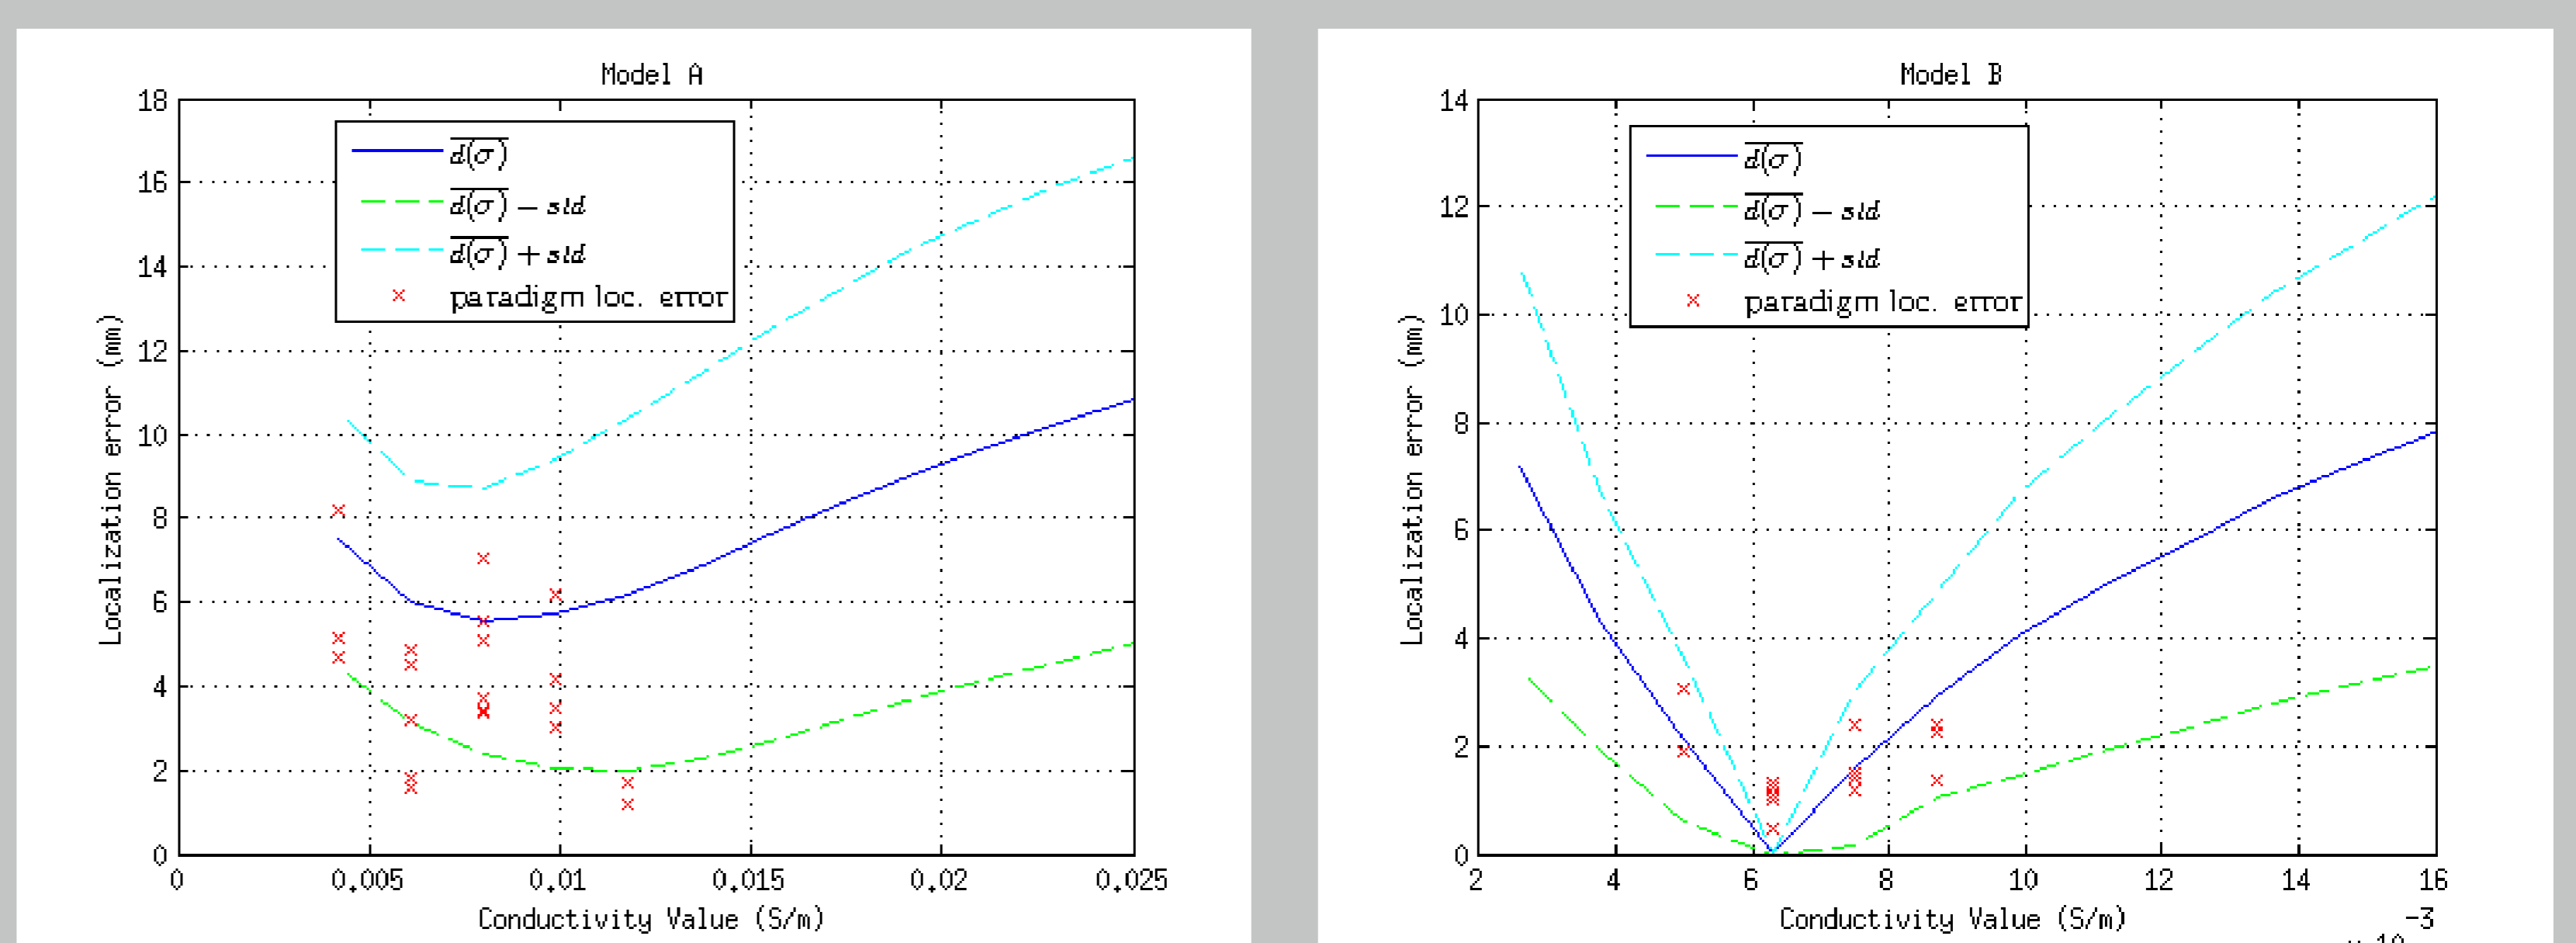 Model A
18
16
14
12
10
8
6
4
2
0
Localization error (mm)
d(σ)
d(σ) − std
d(σ) + std
paradigm loc. error
0 0.005 0.01 0.015 0.02 0.025
Conductivity Value (S/m)
Model B
14
12
10
8
6
4
2
0
Localization error (mm)
d(σ)
d(σ) − std
d(σ) + std
paradigm loc. error
2 4 6 8 10 12 14 16
Conductivity Value (S/m)
-3